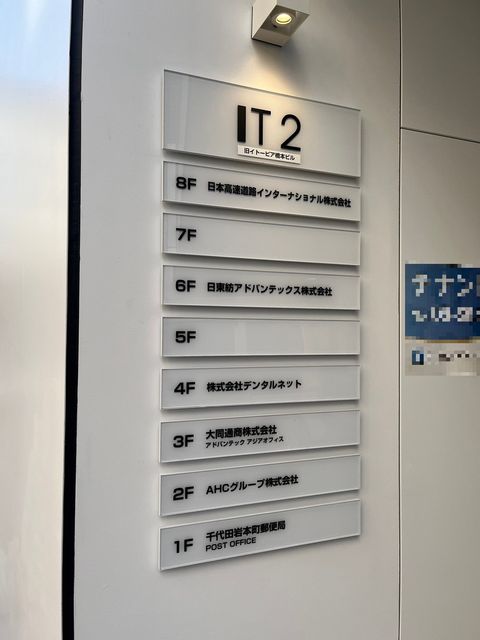 IT2
旧イトーピア橋本ビル
8F 日本高速道路インターナショナル株式会社
7F
6F 日東紡アドバンテックス株式会社
5F
4F 株式会社デンタルネット
3F 大同通商株式会社
アドバンテック アジアオフィス
2F AHCグループ株式会社
1F 千代田岩本町郵便局
POST OFFICE
テナン